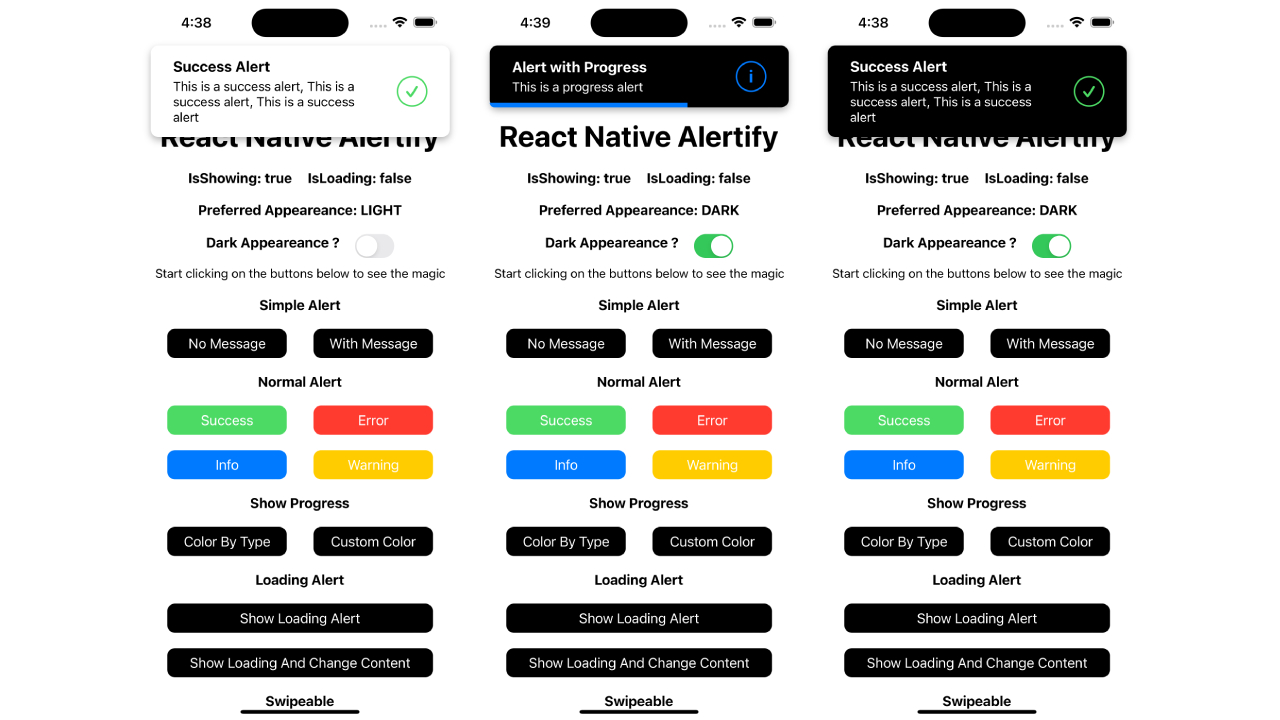 4:38
Success Alert
This is a success alert, This is a
success alert, This is a success
alert
React Native Alertify
IsShowing: true IsLoading: false
Preferred Appeareance: LIGHT
Dark Appeareance ?
Start clicking on the buttons below to see the magic
Simple Alert
No Message With Message
Normal Alert
Success Error
Info Warning
Show Progress
Color By Type Custom Color
Loading Alert
Show Loading Alert
Show Loading And Change Content
Swipeable
4:39
Alert with Progress
This is a progress alert
React Native Alertify
IsShowing: true IsLoading: false
Preferred Appeareance: DARK
Dark Appeareance ?
Start clicking on the buttons below to see the magic
Simple Alert
No Message With Message
Normal Alert
Success Error
Info Warning
Show Progress
Color By Type Custom Color
Loading Alert
Show Loading Alert
Show Loading And Change Content
Swipeable
4:38
Success Alert
This is a success alert, This is a
success alert, This is a success
alert
React Native Alertify
IsShowing: true IsLoading: false
Preferred Appeareance: DARK
Dark Appeareance ?
Start clicking on the buttons below to see the magic
Simple Alert
No Message With Message
Normal Alert
Success Error
Info Warning
Show Progress
Color By Type Custom Color
Loading Alert
Show Loading Alert
Show Loading And Change Content
Swipeable